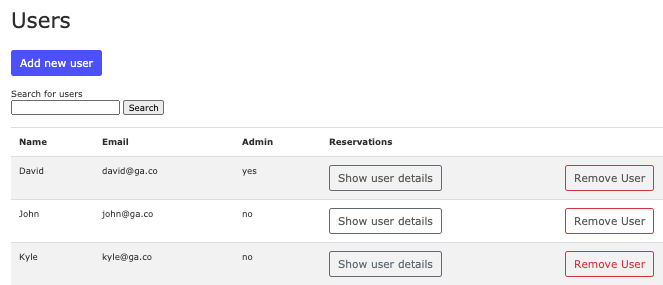 Users
Add new user
Search for users
Search
Name Email Admin Reservations
David david@ga.co yes Show user details Remove User
John john@ga.co no Show user details Remove User
Kyle kyle@ga.co no Show user details Remove User